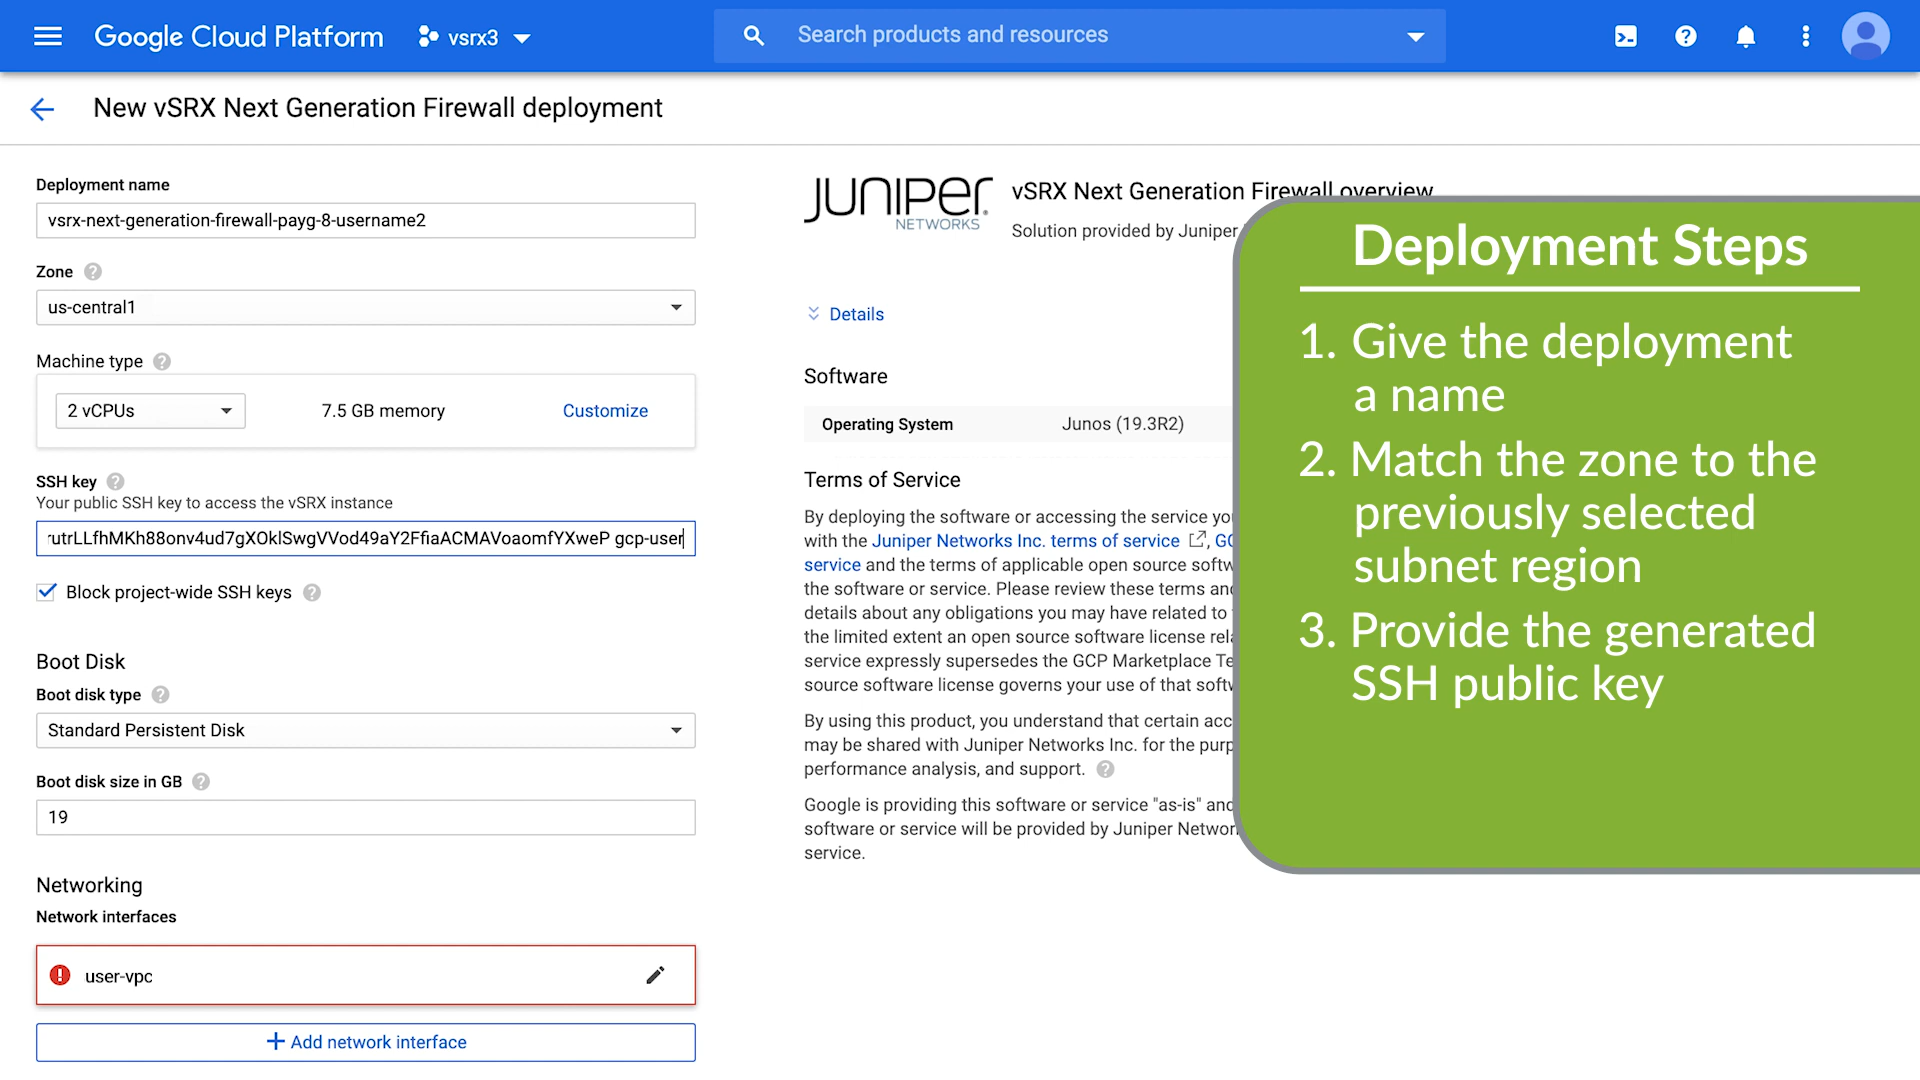 Google Cloud Platform
vsrx3
Search products and resources
New vSRX Next Generation Firewall deployment
Deployment name
vsrx-next-generation-firewall-payg-8-username2
Zone
us-central1
Machine type
2 vCPUs
7.5 GB memory
Customize
SSH key
Your public SSH key to access the vSRX instance
rutrLLfhMKh88onv4ud7gXOklSwgVVod49aY2FfiaACMAVoaomfYXweP gcp-user
Block project-wide SSH keys
Boot Disk
Boot disk type
Standard Persistent Disk
Boot disk size in GB
19
Networking
Network interfaces
user-vpc
Add network interface
JUNIPER
NETWORKS
vSRX Next Generation Firewall overview
Solution provided by Juniper
Details
Software
Operating System
Junos (19.3R2)
Terms of Service
By deploying the software or accessing the service yo
with the Juniper Networks Inc. terms of service , GC
service and the terms of applicable open source softw
the software or service. Please review these terms and
details about any obligations you may have related to
the limited extent an open source software license rela
service expressly supersedes the GCP Marketplace Te
source software license governs your use of that softw
By using this product, you understand that certain acc
may be shared with Juniper Networks Inc. for the purp
performance analysis, and support.
Google is providing this software or service "as-is" and
software or service will be provided by Juniper Networ
service.
Deployment Steps
1. Give the deployment
a name
2. Match the zone to the
previously selected
subnet region
3. Provide the generated
SSH public key